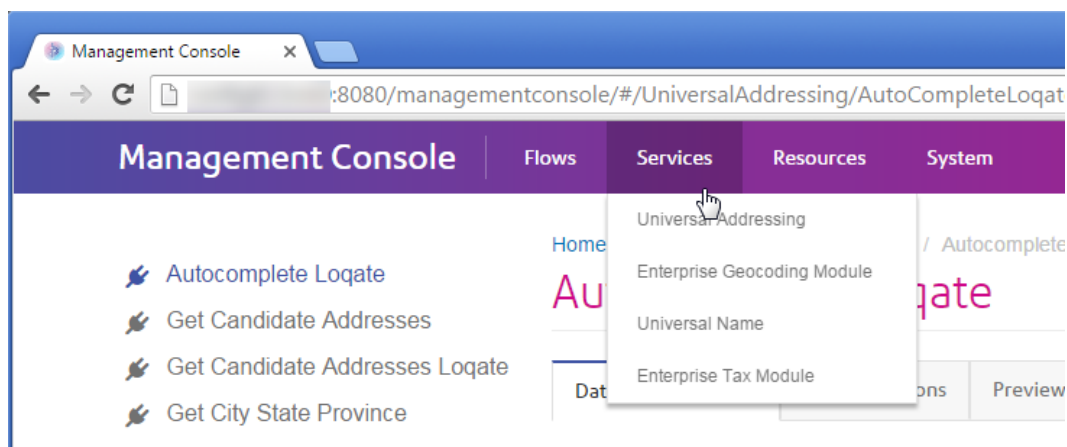 Management Console
:8080/managementconsole/#/UniversalAddressing/AutoCompleteLoqat
Management Console Flows Services Resources System
Universal Addressing
Home / Autocomplete
Autocomplete Loqate
Enterprise Geocoding Module
Au qate
Get Candidate Addresses
Universal Name
Get Candidate Addresses Loqate
Enterprise Tax Module
Dat ons Preview
Get City State Province